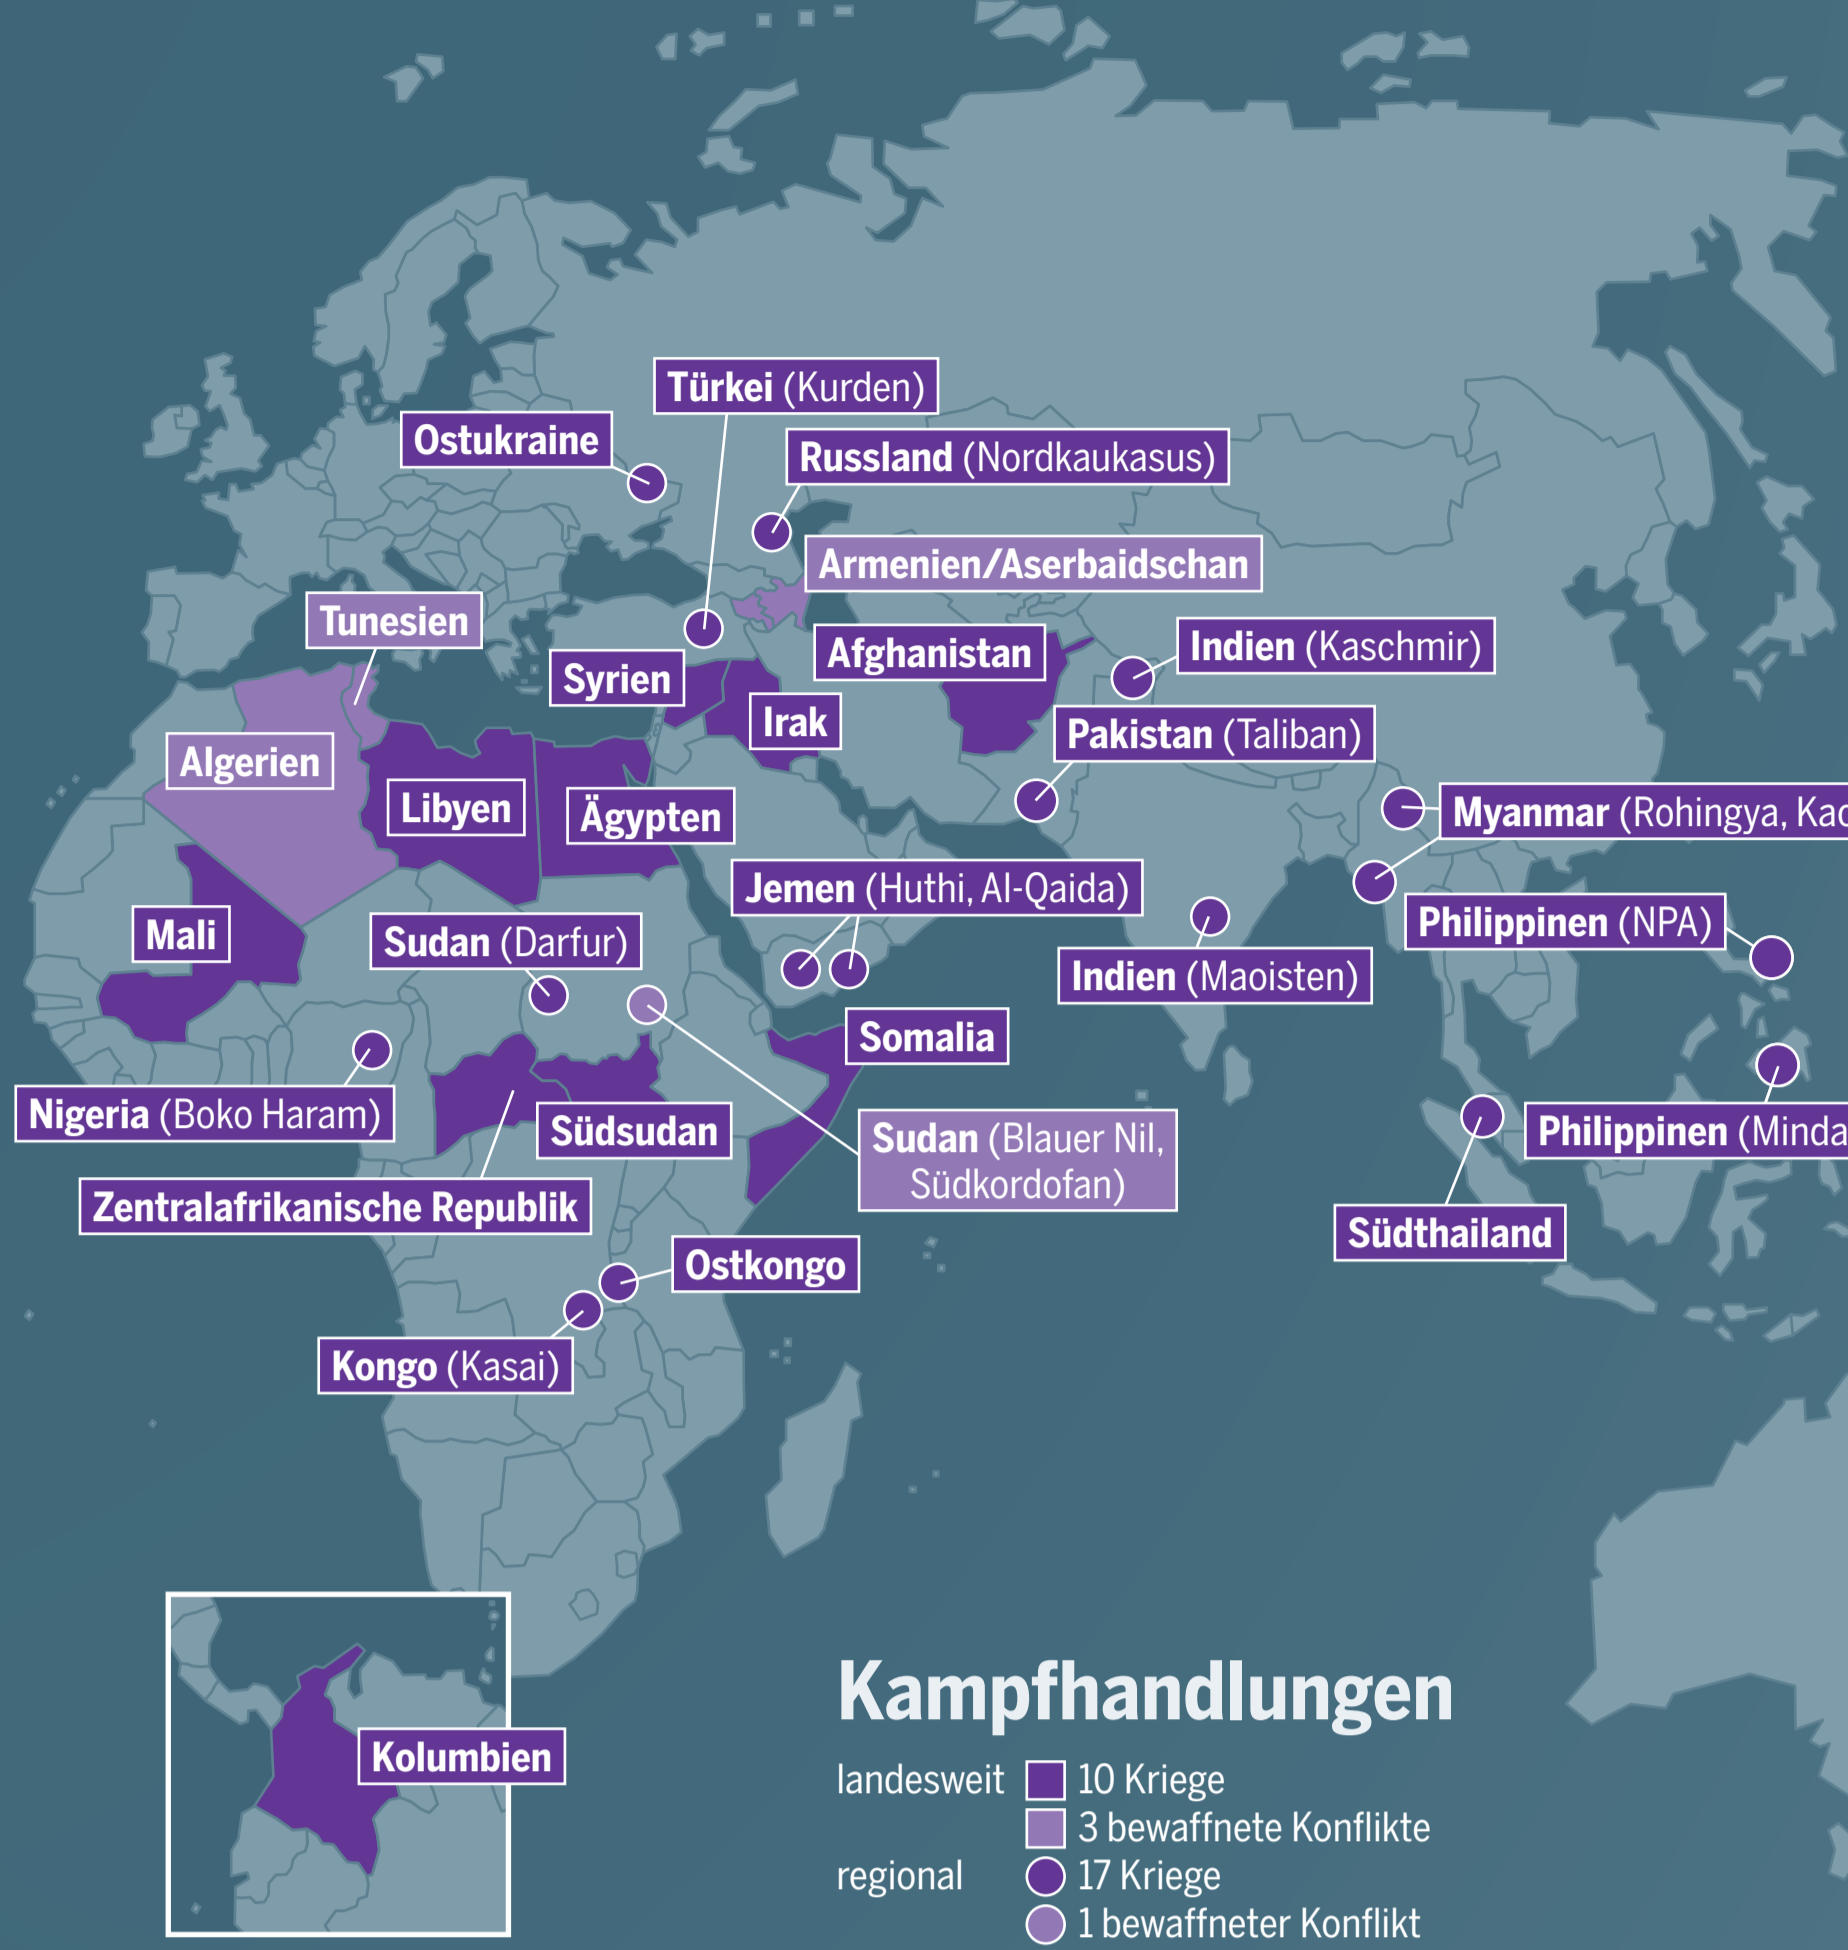 Türkei (Kurden)
Ostukraine
Russland (Nordkaukasus)
Armenien/Aserbaidschan
Tunesien
Afghanistan
Indien (Kaschmir)
Syrien
Irak
Pakistan (Taliban)
Algerien
Libyen
Ägypten
Myanmar (Rohingya,
Jemen (Huthi, Al-Qaida)
Philippinen (NPA)
Mali
Sudan (Darfur)
Indien (Maoisten)
Somalia
Nigeria (Boko Haram)
Südsudan
Sudan (Blauer Nil,
Südkordofan)
Philippinen
Zentralafrikanische Republik
Südthailand
Ostkongo
Kongo (Kasai)
Kolumbien
Kampfhandlungen
landesweit 10 Kriege
3 bewaffnete Konflikte
regional 17 Kriege
1 bewaffneter Konflikt